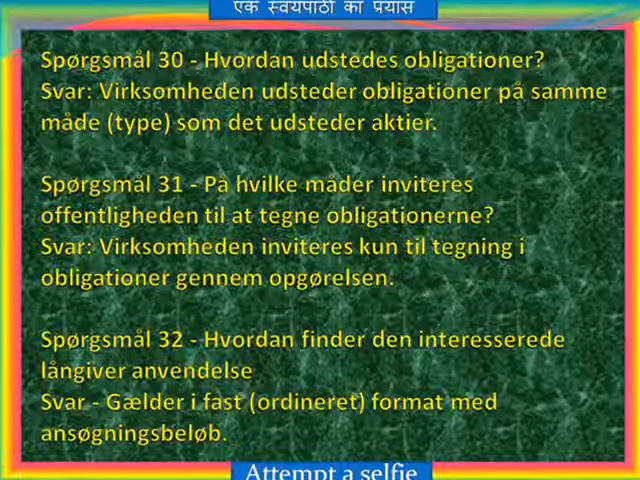 एक स्वयंपाठी का प्रयास
Spørgsmål 30 - Hvordan udstedes obligationer?
Svar: Virksomheden udsteder obligationer på samme
måde (type) som det udsteder aktier.
Spørgsmål 31 - På hvilke måder inviteres
offentligheden til at tegne obligationerne?
Svar: Virksomheden inviteres kun til tegning i
obligationer gennem opgørelsen.
Spørgsmål 32 - Hvordan finder den interesserede
långiver anvendelse
Svar - Gælder i fast (ordineret) format med
ansøgningsbeløb.
Attempt a selfie